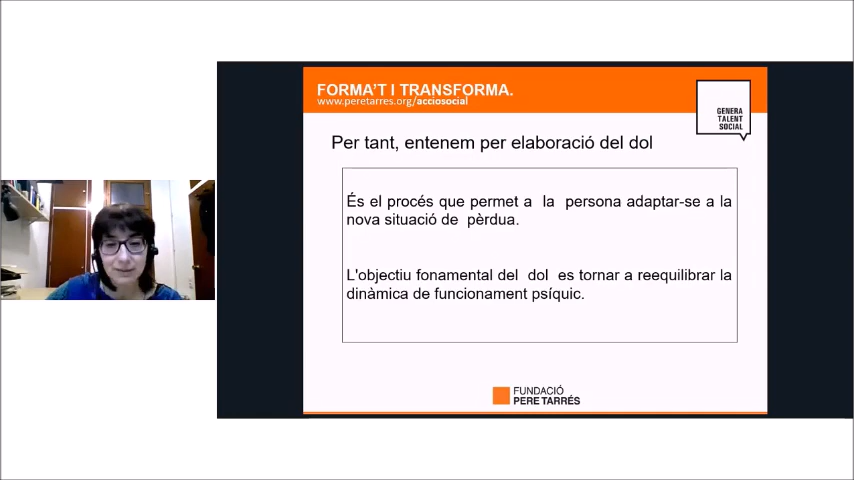 FORMA'T I TRANSFORMA.
www.peretarres.org/acciosocial
GENERA
TALENT
SOCIAL
Per tant, entenem per elaboració del dol
És el procés que permet a la persona adaptar-se a la
nova situació de pèrdua.
L'objectiu fonamental del dol es tornar a reequilibrar la
dinàmica de funcionament psíquic.
FUNDACIÓ
PERE TARRÉS